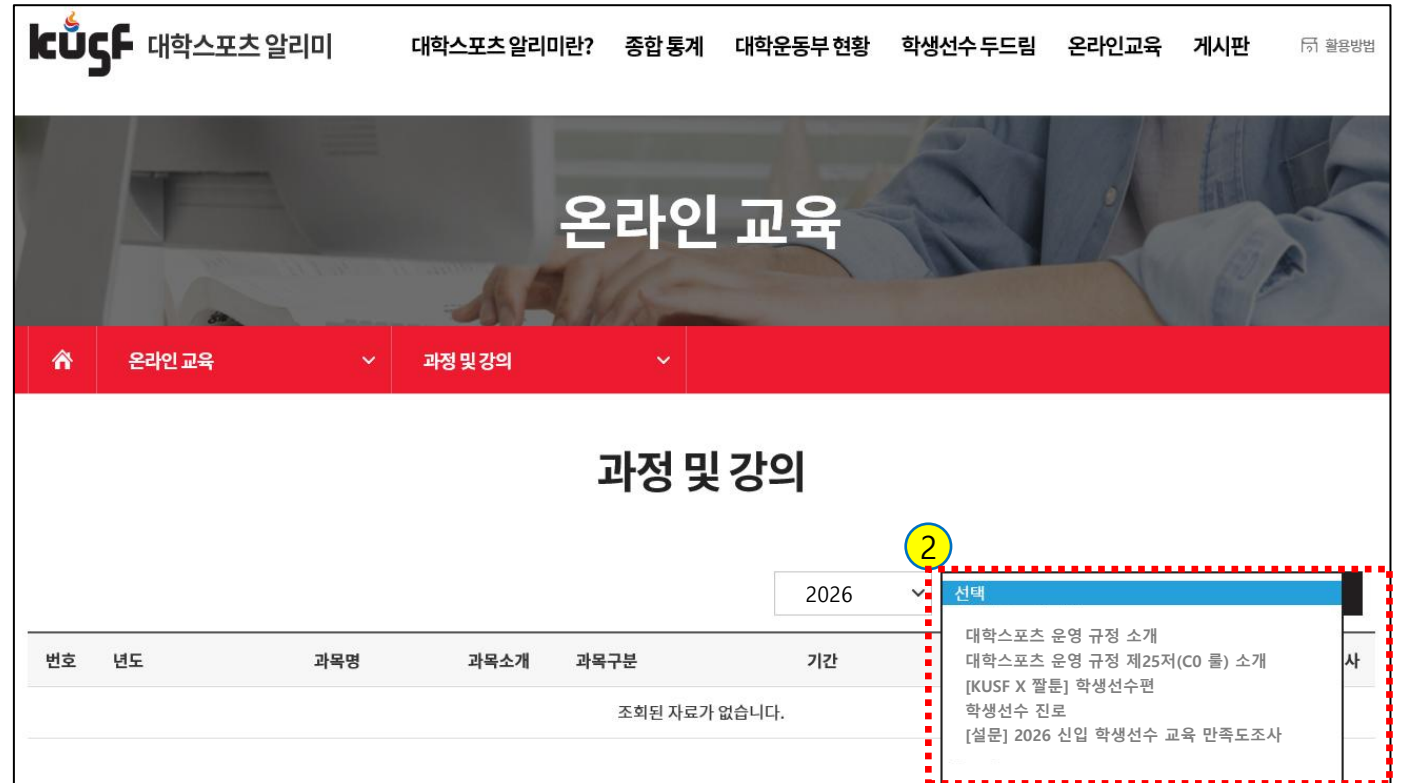 kusf 대학스포츠 알리미 대학스포츠 알리미란? 종합 통계 대학운동부 현황 학생선수 두드림 온라인교육 게시판 활용방법
온라인 교육
온라인 교육 과정 및 강의
과정 및 강의
2
2026 선택
대학스포츠 운영 규정 소개
대학스포츠 운영 규정 제25저(C0 룰) 소개
[KUSF X 짤툰] 학생선수편
학생선수 진로
[설문] 2026 신입 학생선수 교육 만족도조사
번호 년도 과목명 과목소개 과목구분 기간 사
조회된 자료가 없습니다.